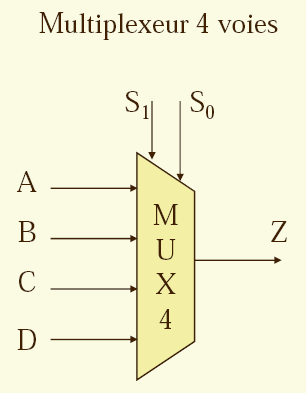 Multiplexeur 4 voies
S1 S0
A
B
C
D
M
U
X
4
Z